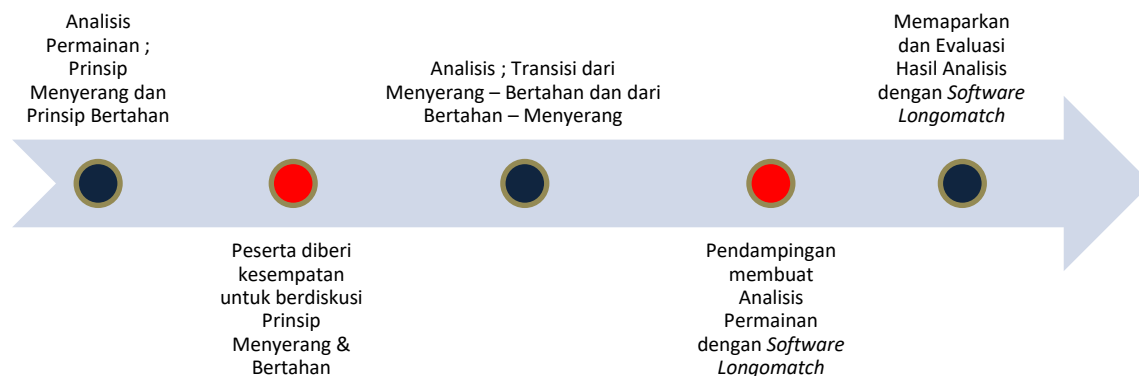 Analisis
Permainan ;
Prinsip
Menyerang dan
Prinsip Bertahan
Peserta diberi
kesempatan
untuk berdiskusi
Prinsip
Menyerang &
Bertahan
Analisis ; Transisi dari
Menyerang – Bertahan dan dari
Bertahan – Menyerang
Pendampingan
membuat
Analisis
Permainan
dengan Software
Longomatch
Memaparkan
dan Evaluasi
Hasil Analisis
dengan Software
Longomatch